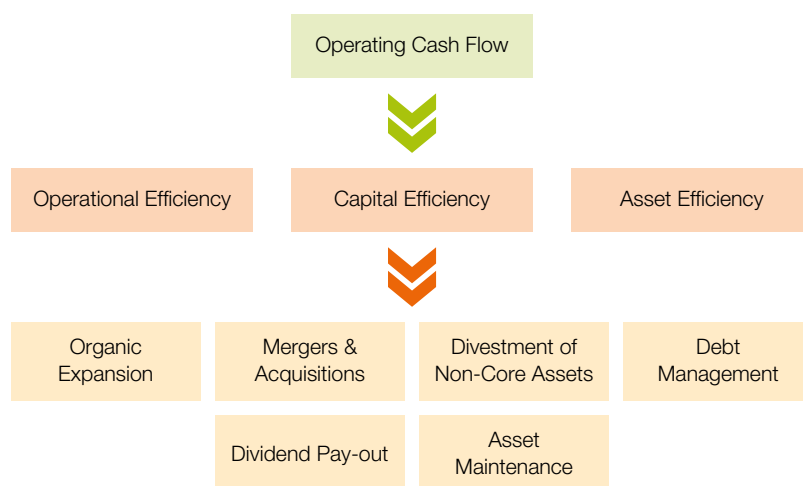 Operating Cash Flow
Operational Efficiency
Capital Efficiency
Asset Efficiency
Organic
Expansion
Mergers &
Acquisitions
Divestment of
Non-Core Assets
Debt
Management
Dividend Pay-out
Asset
Maintenance